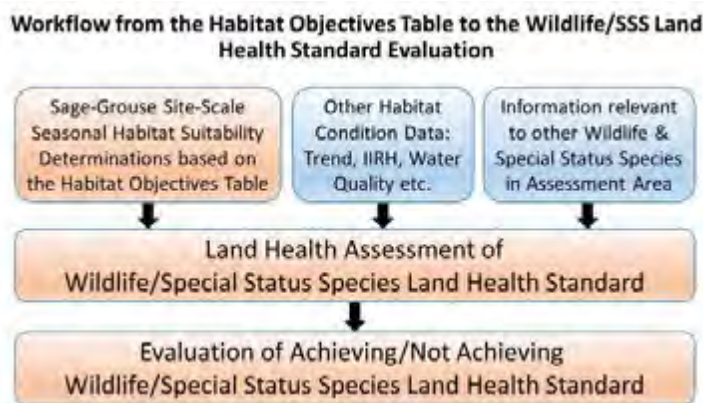 Workflow from the Habitat Objectives Table to the Wildlife/SSS Land
Health Standard Evaluation
Sage-Grouse Site-Scale
Seasonal Habitat Suitability
Determinations based on
the Habitat Objectives Table
Other Habitat
Condition Data:
Trend, IIRH, Water
Quality etc.
Information relevant
to other Wildlife &
Special Status Species
in Assessment Area
Land Health Assessment of
Wildlife/Special Status Species Land Health Standard
Evaluation of Achieving/Not Achieving
Wildlife/Special Status Species Land Health Standard